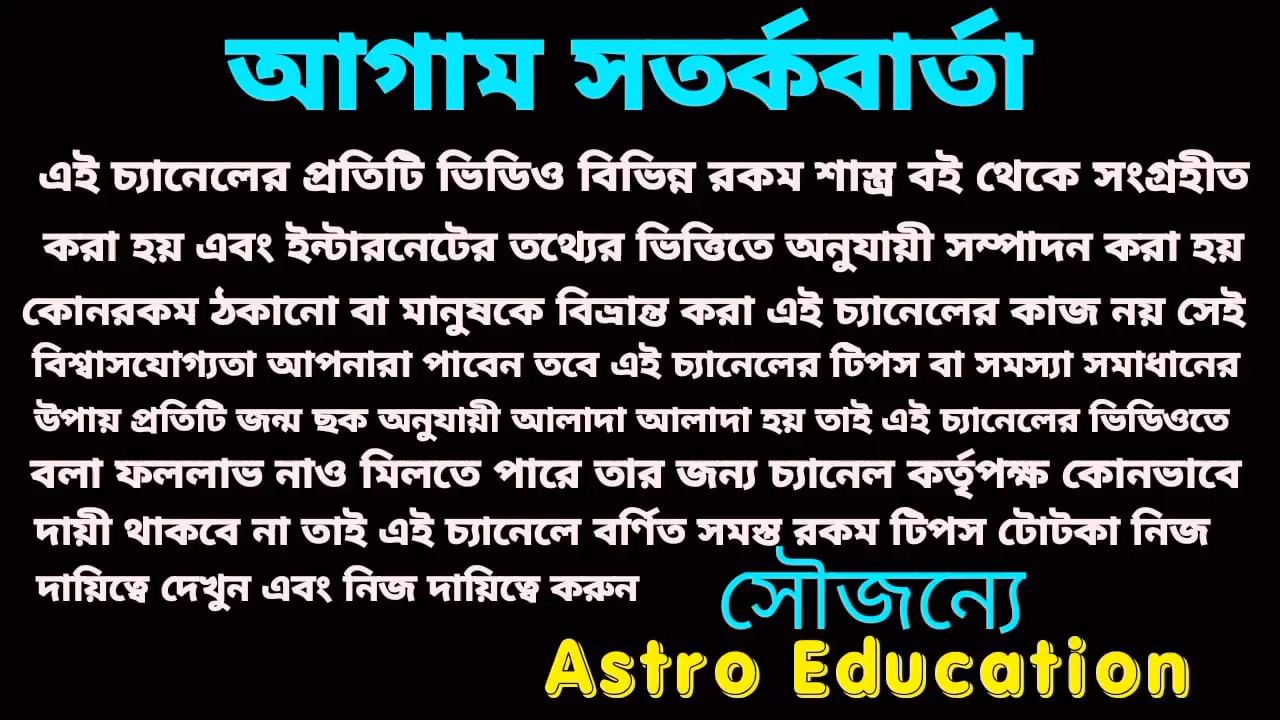 আগাম সতর্কবার্তা
এই চ্যানেলের প্রতিটি ভিডিও বিভিন্ন রকম শাস্ত্র বই থেকে সংগ্রহীত
করা হয় এবং ইন্টারনেটের তথ্যের ভিত্তিতে অনুযায়ী সম্পাদন করা হয়
কোনরকম ঠকানো বা মানুষকে বিভ্রান্ত করা এই চ্যানেলের কাজ নয় সেই
বিশ্বাসযোগ্যতা আপনারা পাবেন তবে এই চ্যানেলের টিপস বা সমস্যা সমাধানের
উপায় প্রতিটি জন্ম ছক অনুযায়ী আলাদা আলাদা হয় তাই এই চ্যানেলের ভিডিওতে
বলা ফললাভ নাও মিলতে পারে তার জন্য চ্যানেল কর্তৃপক্ষ কোনভাবে
দায়ী থাকবে না তাই এই চ্যানেলে বর্ণিত সমস্ত রকম টিপস টোটকা নিজ
দায়িত্বে দেখুন এবং নিজ দায়িত্বে করুন
সৌজন্যে
Astro Education